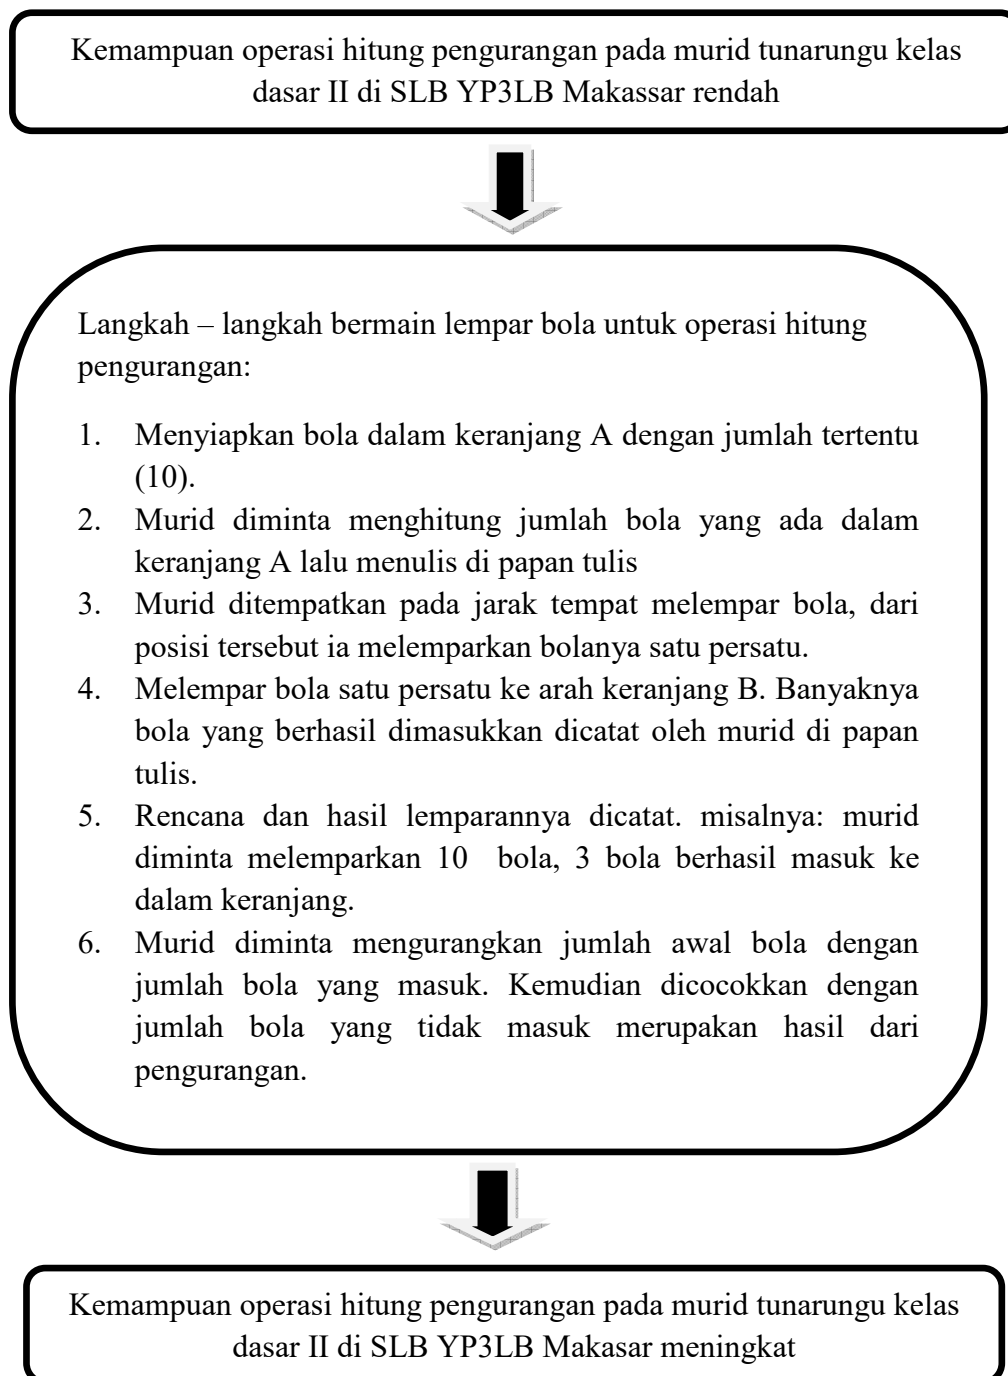 Kemampuan operasi hitung pengurangan pada murid tunarungu kelas
dasar II di SLB YP3LB Makassar rendah
Langkah – langkah bermain lempar bola untuk operasi hitung
pengurangan:
1. Menyiapkan bola dalam keranjang A dengan jumlah tertentu
(10).
2. Murid diminta menghitung jumlah bola yang ada dalam
keranjang A lalu menulis di papan tulis
3. Murid ditempatkan pada jarak tempat melempar bola, dari
posisi tersebut ia melemparkan bolanya satu persatu.
4. Melempar bola satu persatu ke arah keranjang B. Banyaknya
bola yang berhasil dimasukkan dicatat oleh murid di papan
tulis.
5. Rencana dan hasil lemparannya dicatat. misalnya: murid
diminta melemparkan 10 bola, 3 bola berhasil masuk ke
dalam keranjang.
6. Murid diminta mengurangkan jumlah awal bola dengan
jumlah bola yang masuk. Kemudian dicocokkan dengan
jumlah bola yang tidak masuk merupakan hasil dari
pengurangan.
Kemampuan operasi hitung pengurangan pada murid tunarungu kelas
dasar II di SLB YP3LB Makasar meningkat